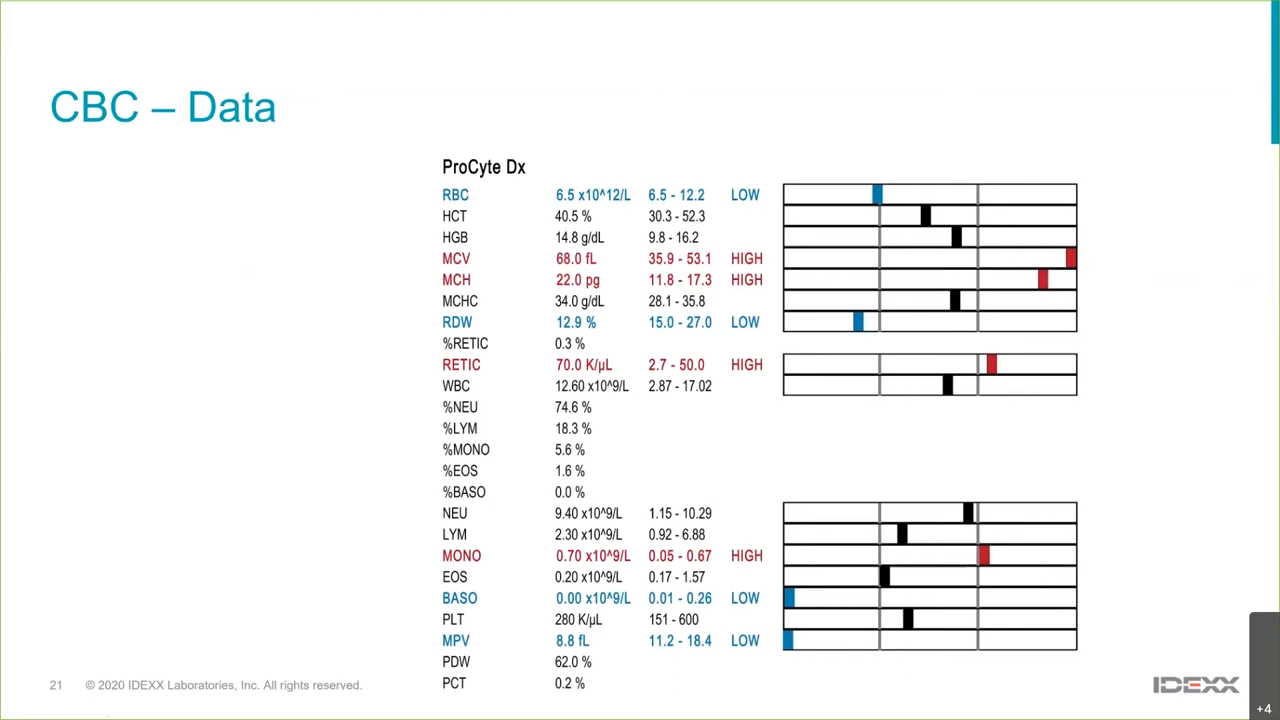 CBC – Data
ProCyte Dx
RBC 6.5 x10^12/L 6.5 - 12.2 LOW
HCT 40.5 % 30.3 - 52.3
HGB 14.8 g/dL 9.8 - 16.2
MCV 68.0 fL 35.9 - 53.1 HIGH
MCH 22.0 pg 11.8 - 17.3 HIGH
MCHC 34.0 g/dL 28.1 - 35.8
RDW 12.9 % 15.0 - 27.0 LOW
%RETIC 0.3 %
RETIC 70.0 K/µL 2.7 - 50.0 HIGH
WBC 12.60 x10^9/L 2.87 - 17.02
%NEU 74.6 %
%LYM 18.3 %
%MONO 5.6 %
%EOS 1.6 %
%BASO 0.0 %
NEU 9.40 x10^9/L 1.15 - 10.29
LYM 2.30 x10^9/L 0.92 - 6.88
MONO 0.70 x10^9/L 0.05 - 0.67 HIGH
EOS 0.20 x10^9/L 0.17 - 1.57
BASO 0.00 x10^9/L 0.01 - 0.26 LOW
PLT 280 K/µL 151 - 600
MPV 8.8 fL 11.2 - 18.4 LOW
PDW 62.0 %
PCT 0.2 %
21 © 2020 IDEXX Laboratories, Inc. All rights reserved.
IDEXX
+4